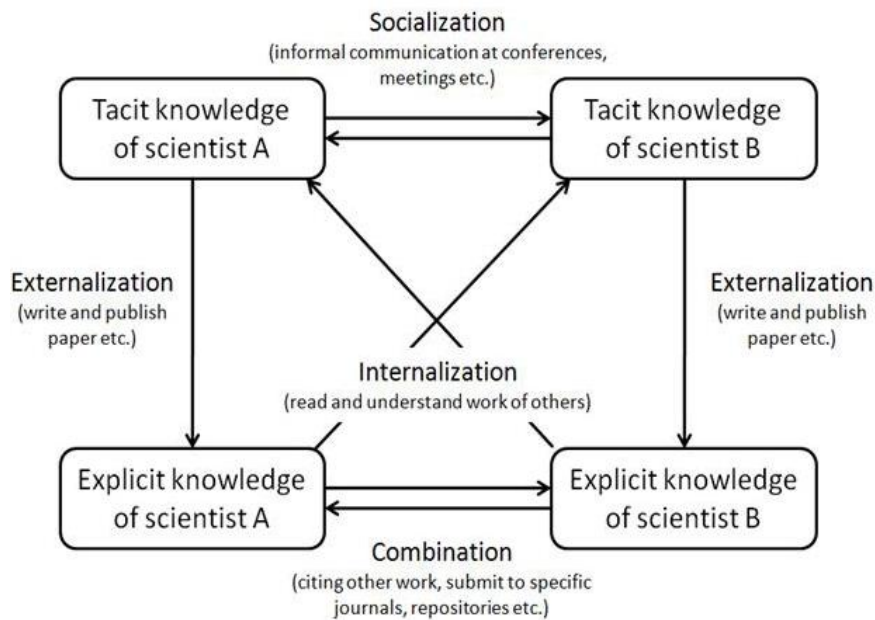 Socialization
(informal communication at conferences,
meetings etc.)
Tacit knowledge
of scientist A
Tacit knowledge
of scientist B
Externalization
(write and publish
paper etc.)
Externalization
(write and publish
paper etc.)
Internalization
(read and understand work of others)
Explicit knowledge
of scientist A
Explicit knowledge
of scientist B
Combination
(citing other work, submit to specific
journals, repositories etc.)